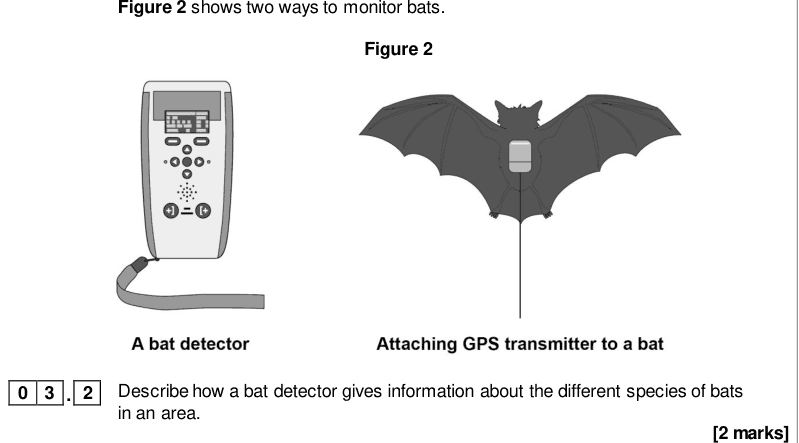 Figure 2 shows two ways to monitor bats.
Figure 2
A bat detector
Attaching GPS transmitter to a bat
0 3 . 2 Describe how a bat detector gives information about the different species of bats
in an area.
[2 marks]